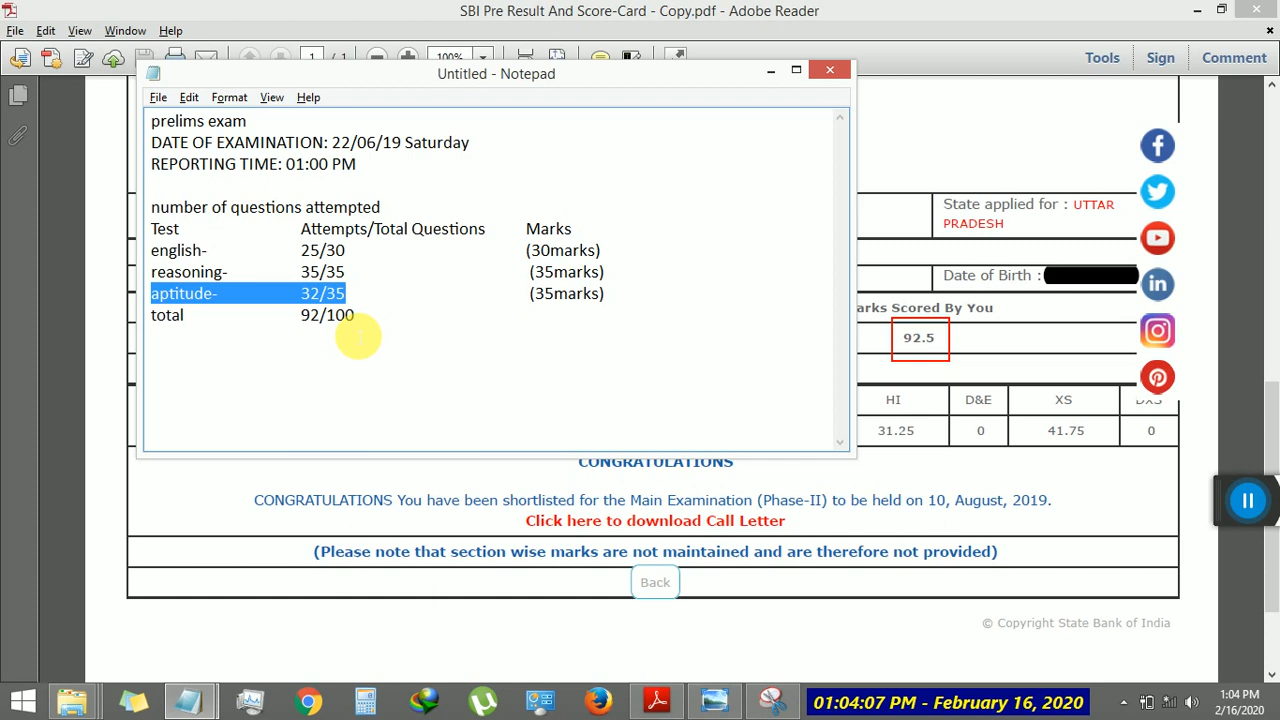 SBI Pre Result And Score-Card - Copy.pdf - Adobe Reader
File Edit View Window Help
1 / 1 100% Tools Sign Comment
Untitled - Notepad
File Edit Format View Help
prelims exam
DATE OF EXAMINATION: 22/06/19 Saturday
REPORTING TIME: 01:00 PM
number of questions attempted
Test Attempts/Total Questions Marks
english- 25/30 (30marks)
reasoning- 35/35 (35marks)
aptitude- 32/35 (35marks)
total 92/100
State applied for : UTTAR
PRADESH
Date of Birth :
arks Scored By You
92.5
HI D&E XS DXS
31.25 0 41.75 0
CONGRATULATIONS
CONGRATULATIONS You have been shortlisted for the Main Examination (Phase-II) to be held on 10, August, 2019.
Click here to download Call Letter
(Please note that section wise marks are not maintained and are therefore not provided)
Back
© Copyright State Bank of India
01:04:07 PM - February 16, 2020
1:04 PM
2/16/2020